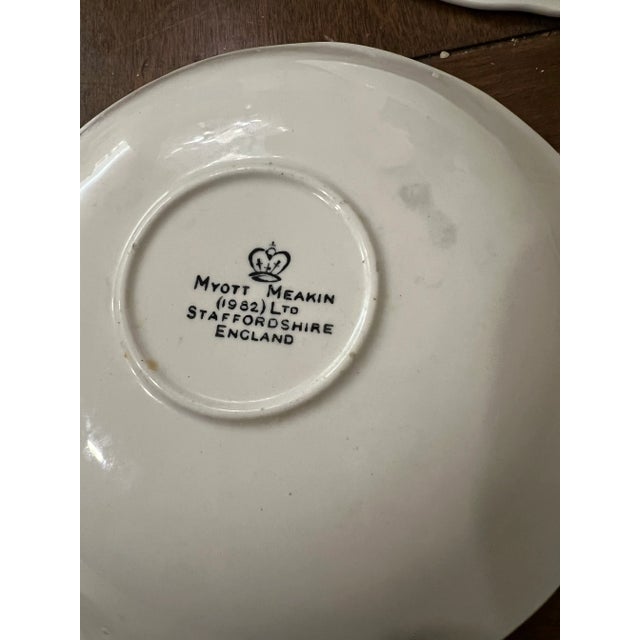 MYOTT MEAKIN
(1982) LTD
STAFFORDSHIRE
ENGLAND